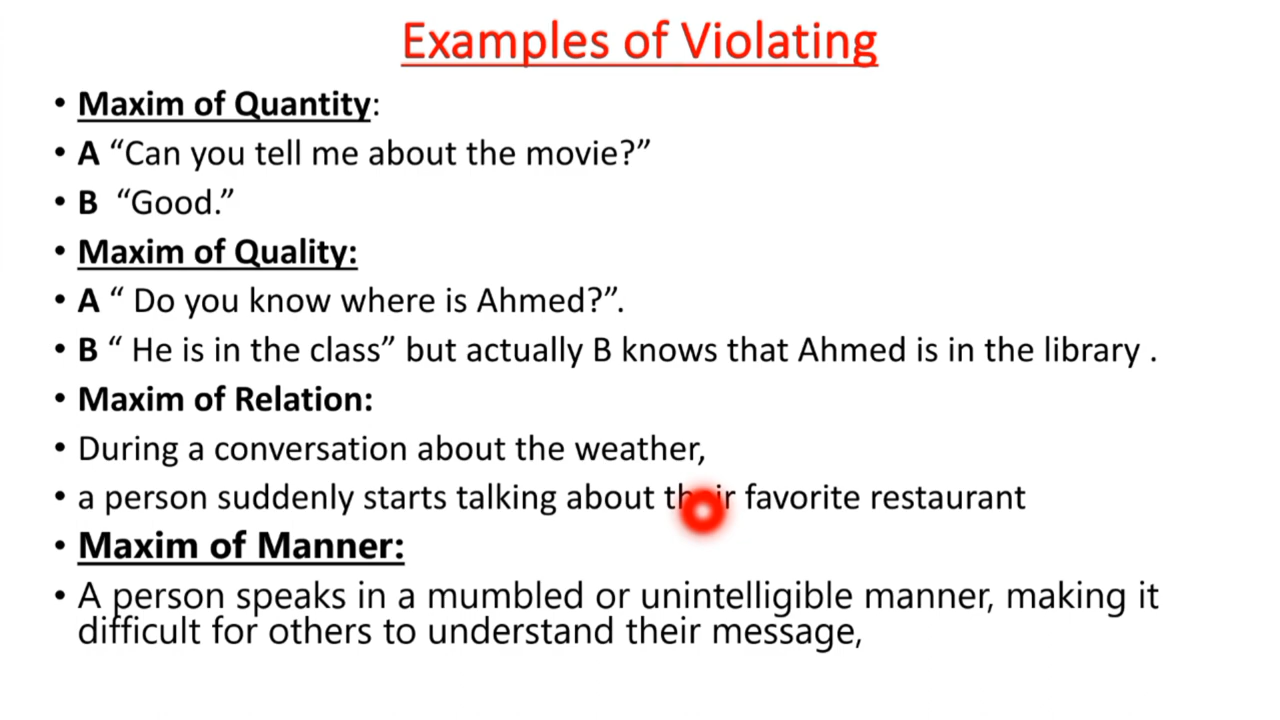 Examples of Violating
• Maxim of Quantity:
• A “Can you tell me about the movie?”
• B “Good.”
• Maxim of Quality:
• A “ Do you know where is Ahmed?”.
• B “ He is in the class” but actually B knows that Ahmed is in the library .
• Maxim of Relation:
• During a conversation about the weather,
• a person suddenly starts talking about their favorite restaurant
• Maxim of Manner:
• A person speaks in a mumbled or unintelligible manner, making it
difficult for others to understand their message,